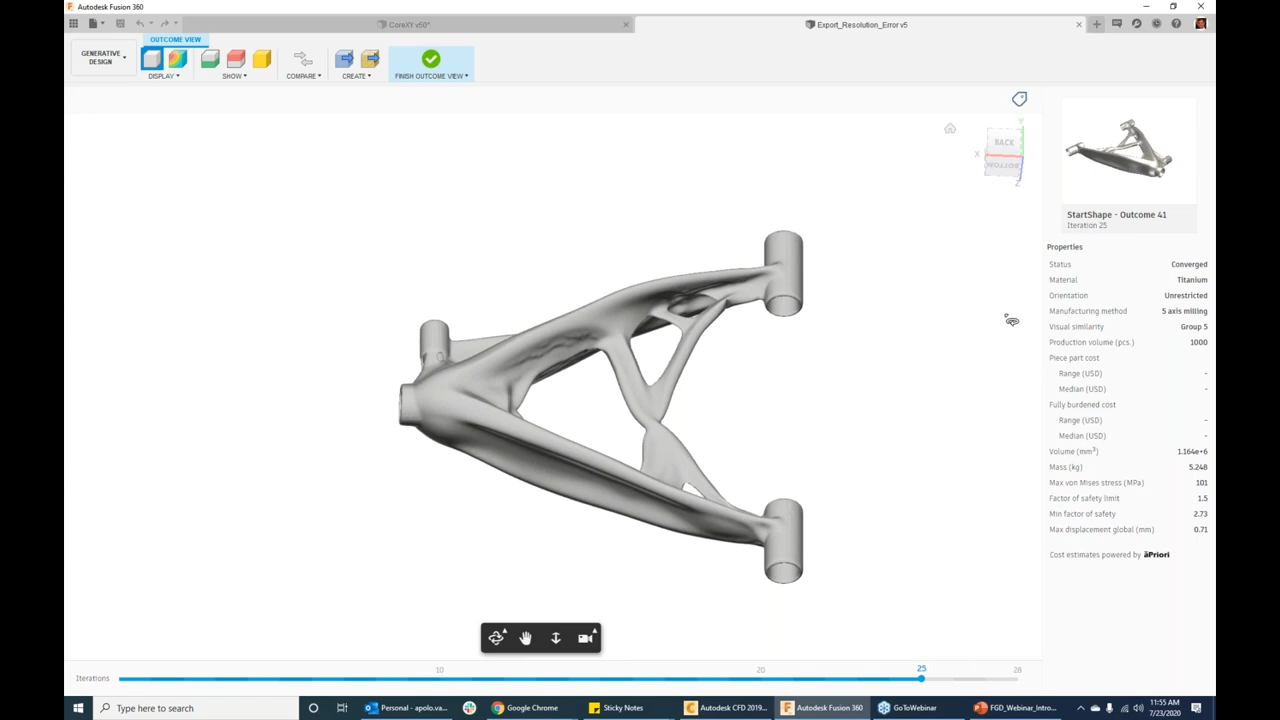 Autodesk Fusion 360
CoreXY v50*
Export_Resolution_Error v5
OUTCOME VIEW
GENERATIVE
DESIGN
DISPLAY
SHOW
COMPARE
CREATE
FINISH OUTCOME VIEW
Y
BACK
X
BOTTOM
Z
StartShape - Outcome 41
Iteration 25
Properties
Status Converged
Material Titanium
Orientation Unrestricted
Manufacturing method 5 axis milling
Visual similarity Group 5
Production volume (pcs.) 1000
Piece part cost
Range (USD) -
Median (USD) -
Fully burdened cost
Range (USD) -
Median (USD) -
Volume (mm³) 1.164e+6
Mass (kg) 5.248
Max von Mises stress (MPa) 101
Factor of safety limit 1.5
Min factor of safety 2.73
Max displacement global (mm) 0.71
Cost estimates powered by aPriori
10 20 25 28
Iterations
Type here to search
Personal - apolo.va...
Google Chrome
Sticky Notes
Autodesk CFD 2019...
Autodesk Fusion 360
GoToWebinar
FGD_Webinar_Intro...
11:55 AM
7/23/2020